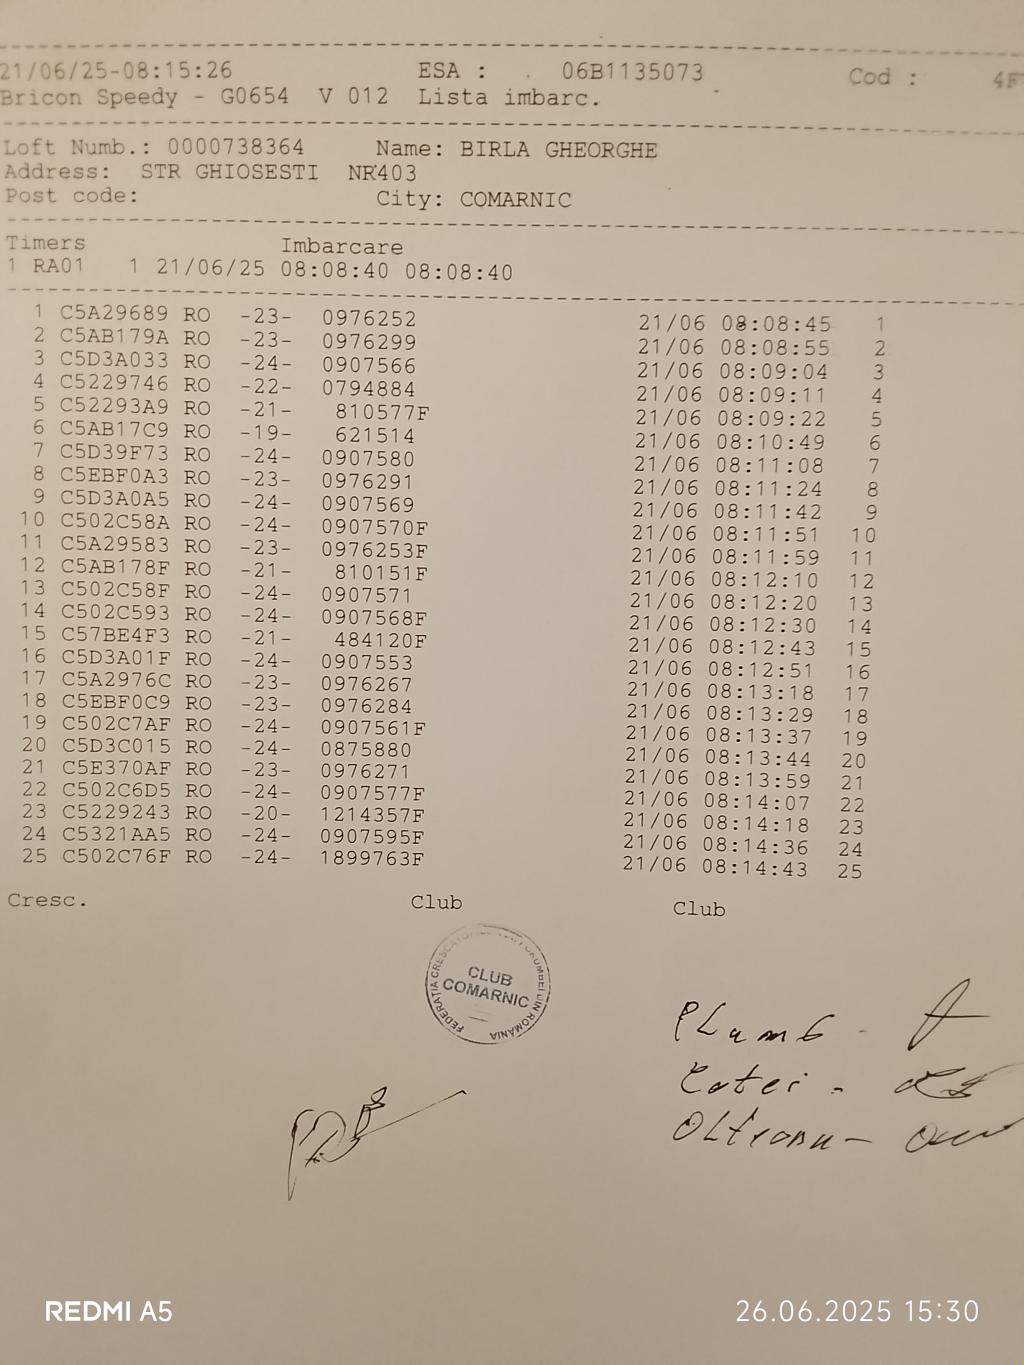 21/06/25-08:15:26 ESA : 06B1135073 Cod : 4F
Bricon Speedy - G0654 V 012 Lista imbarc.
Loft Numb.: 0000738364 Name: BIRLA GHEORGHE
Address: STR GHIOSESTI NR403
Post code: City: COMARNIC
Timers Imbarcare
1 RA01 1 21/06/25 08:08:40 08:08:40
1 C5A29689 RO -23- 0976252 21/06 08:08:45 1
2 C5AB179A RO -23- 0976299 21/06 08:08:55 2
3 C5D3A033 RO -24- 0907566 21/06 08:09:04 3
4 C5229746 RO -22- 0794884 21/06 08:09:11 4
5 C52293A9 RO -21- 810577F 21/06 08:09:22 5
6 C5AB17C9 RO -19- 621514 21/06 08:10:49 6
7 C5D39F73 RO -24- 0907580 21/06 08:11:08 7
8 C5EBF0A3 RO -23- 0976291 21/06 08:11:24 8
9 C5D3A0A5 RO -24- 0907569 21/06 08:11:42 9
10 C502C58A RO -24- 0907570F 21/06 08:11:51 10
11 C5A29583 RO -23- 0976253F 21/06 08:11:59 11
12 C5AB178F RO -21- 810151F 21/06 08:12:10 12
13 C502C58F RO -24- 0907571 21/06 08:12:20 13
14 C502C593 RO -24- 0907568F 21/06 08:12:30 14
15 C57BE4F3 RO -21- 484120F 21/06 08:12:43 15
16 C5D3A01F RO -24- 0907553 21/06 08:12:51 16
17 C5A2976C RO -23- 0976267 21/06 08:13:18 17
18 C5EBF0C9 RO -23- 0976284 21/06 08:13:29 18
19 C502C7AF RO -24- 0907561F 21/06 08:13:37 19
20 C5D3C015 RO -24- 0875880 21/06 08:13:44 20
21 C5E370AF RO -23- 0976271 21/06 08:13:59 21
22 C502C6D5 RO -24- 0907577F 21/06 08:14:07 22
23 C5229243 RO -20- 1214357F 21/06 08:14:18 23
24 C5321AA5 RO -24- 0907595F 21/06 08:14:36 24
25 C502C76F RO -24- 1899763F 21/06 08:14:43 25
Cresc. Club Club
CLUB
COMARNIC
FEDERAȚIA DIN ROMANIA
Plumb -
Cotei -
Olteanu -
REDMI A5 26.06.2025 15:30